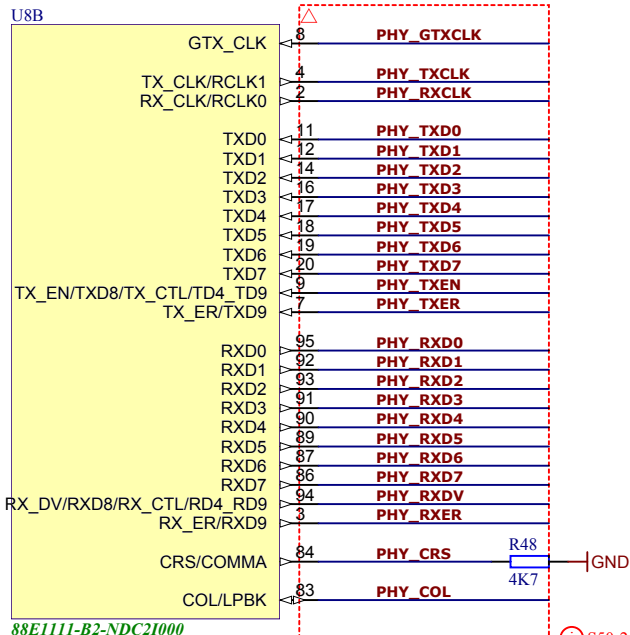 U8B
GTX_CLK 8 PHY_GTXCLK
TX_CLK/RCLK1 4 PHY_TXCLK
RX_CLK/RCLK0 2 PHY_RXCLK
TXD0 11 PHY_TXD0
TXD1 12 PHY_TXD1
TXD2 14 PHY_TXD2
TXD3 16 PHY_TXD3
TXD4 17 PHY_TXD4
TXD5 18 PHY_TXD5
TXD6 19 PHY_TXD6
TXD7 20 PHY_TXD7
TX_EN/TXD8/TX_CTL/TD4_TD9 9 PHY_TXEN
TX_ER/TXD9 7 PHY_TXER
RXD0 95 PHY_RXD0
RXD1 92 PHY_RXD1
RXD2 93 PHY_RXD2
RXD3 91 PHY_RXD3
RXD4 90 PHY_RXD4
RXD5 89 PHY_RXD5
RXD6 87 PHY_RXD6
RXD7 86 PHY_RXD7
RX_DV/RXD8/RX_CTL/RD4_RD9 94 PHY_RXDV
RX_ER/RXD9 3 PHY_RXER
R48
CRS/COMMA 84 PHY_CRS GND
4K7
COL/LPBK 83 PHY_COL
88E1111-B2-NDC2I000